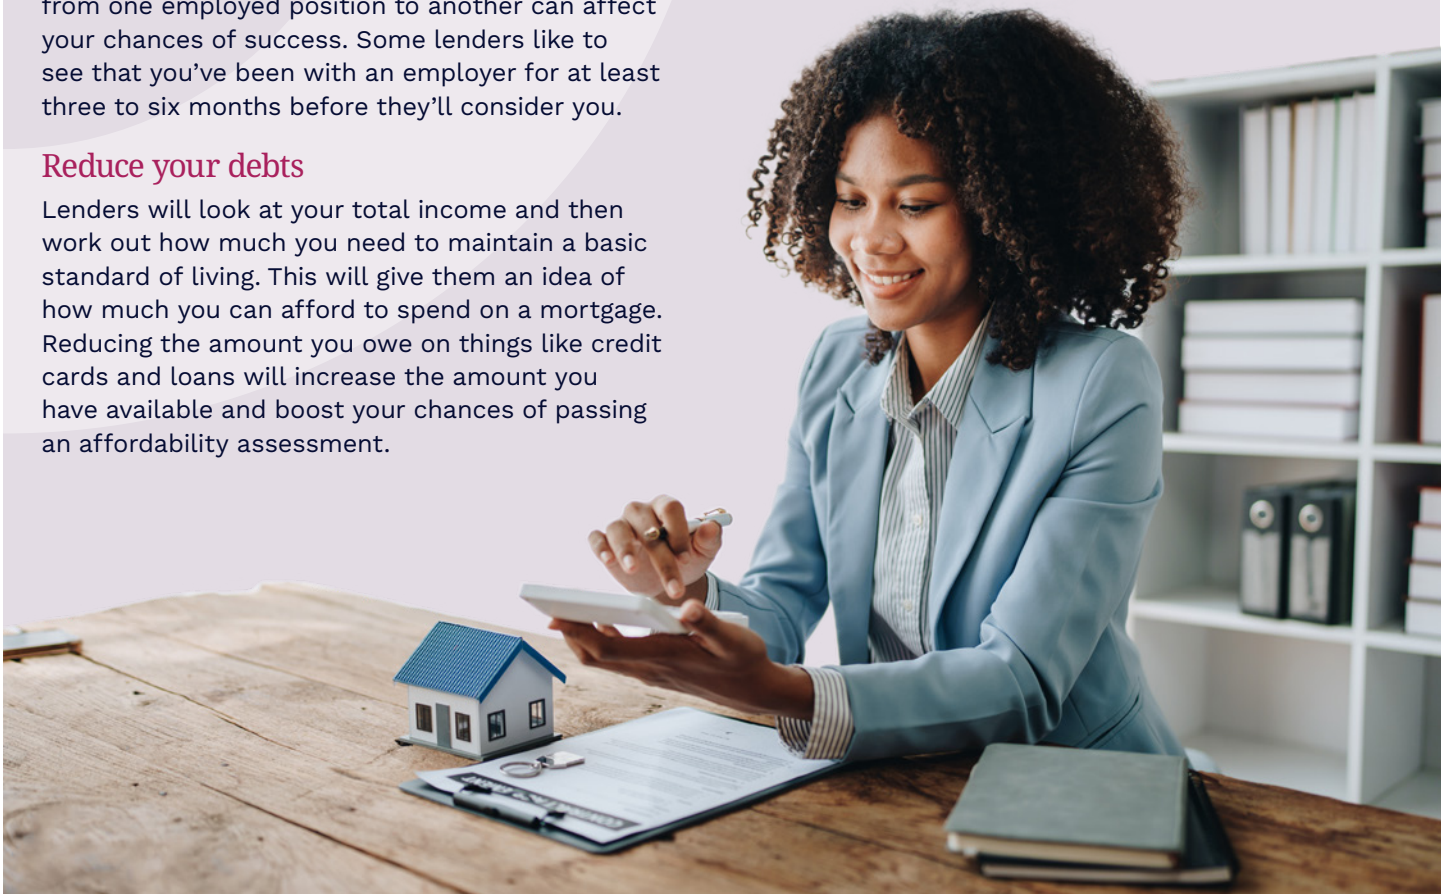 from one employed position to another can affect
your chances of success. Some lenders like to
see that you’ve been with an employer for at least
three to six months before they’ll consider you.
Reduce your debts
Lenders will look at your total income and then
work out how much you need to maintain a basic
standard of living. This will give them an idea of
how much you can afford to spend on a mortgage.
Reducing the amount you owe on things like credit
cards and loans will increase the amount you
have available and boost your chances of passing
an affordability assessment.